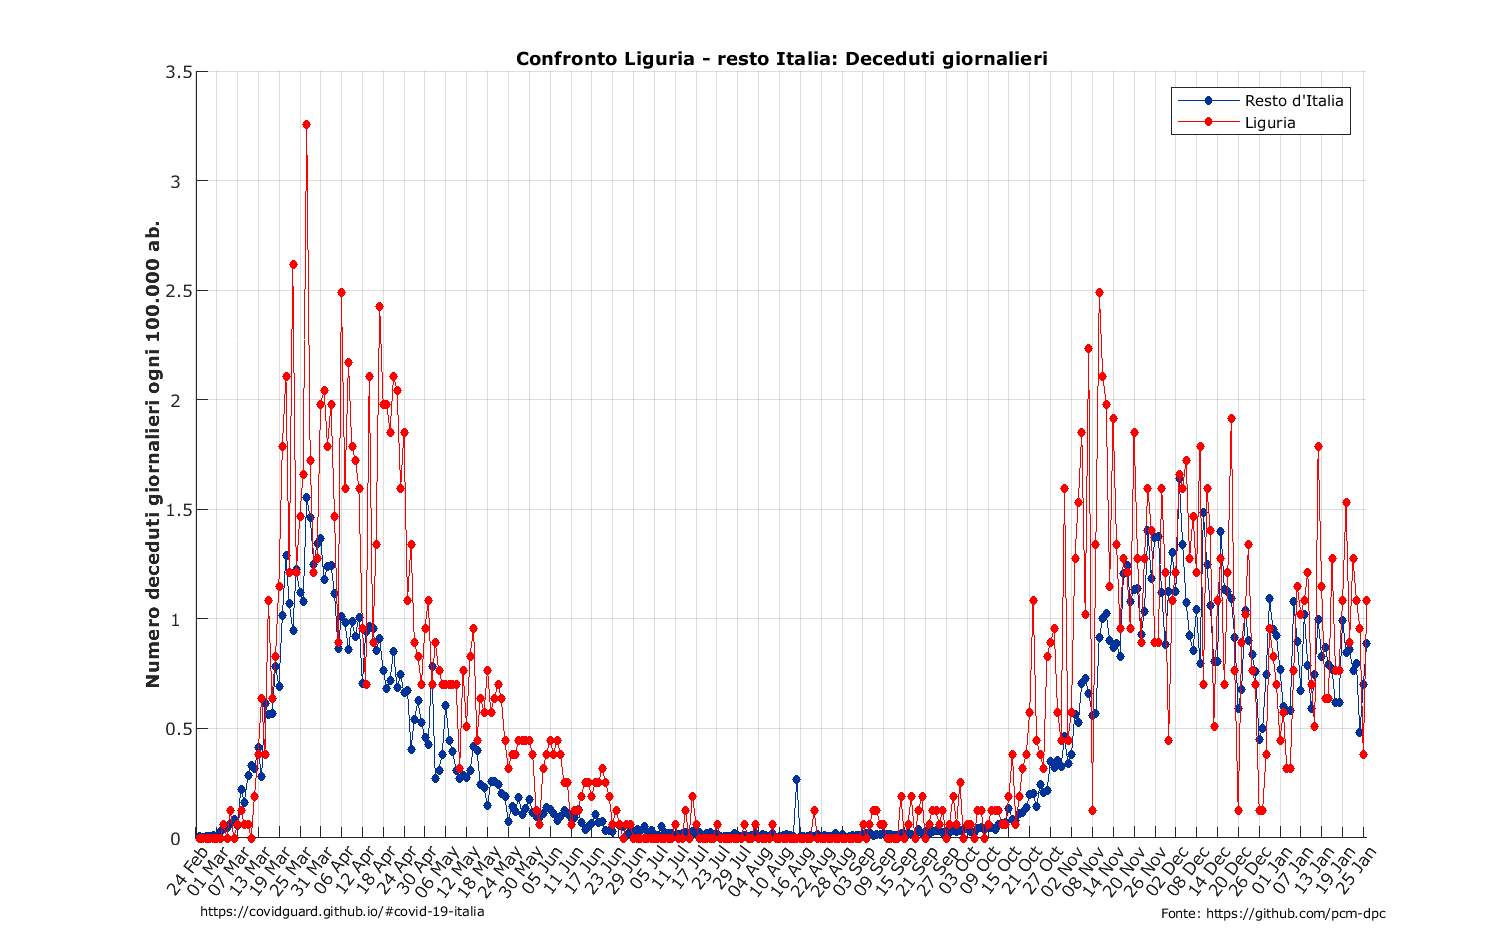 Confronto Liguria - resto Italia: Deceduti giornalieri
Resto d'Italia
Liguria
Numero deceduti giornalieri ogni 100.000 ab.
3.5
3
2.5
2
1.5
1
0.5
0
24 Feb
01 Mar
07 Mar
13 Mar
19 Mar
25 Mar
31 Mar
06 Apr
12 Apr
18 Apr
24 Apr
30 Apr
06 May
12 May
18 May
24 May
30 May
05 Jun
11 Jun
17 Jun
23 Jun
29 Jun
05 Jul
11 Jul
17 Jul
23 Jul
29 Jul
04 Aug
10 Aug
16 Aug
22 Aug
28 Aug
03 Sep
09 Sep
15 Sep
21 Sep
27 Sep
03 Oct
09 Oct
15 Oct
21 Oct
27 Oct
02 Nov
08 Nov
14 Nov
20 Nov
26 Nov
02 Dec
08 Dec
14 Dec
20 Dec
26 Dec
01 Jan
07 Jan
13 Jan
19 Jan
25 Jan
https://covidguard.github.io/#covid-19-italia
Fonte: https://github.com/pcm-dpc